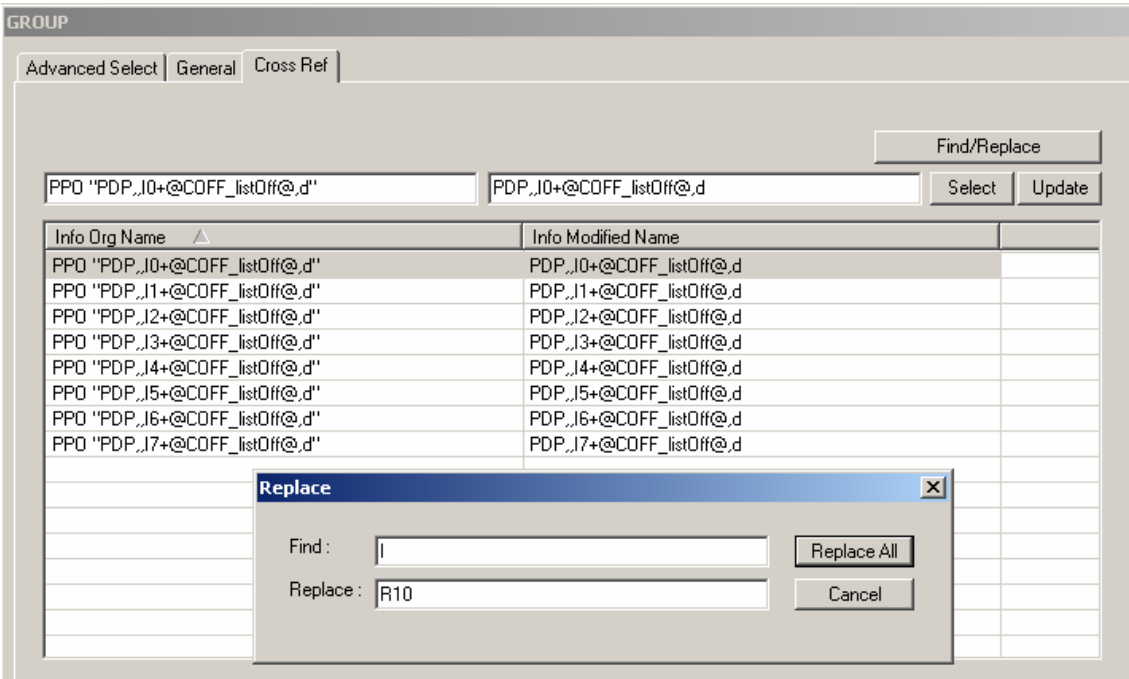 GROUP
Advanced Select General Cross Ref
Find/Replace
PPO "PDP,,I0+@COFF_listOff@,d" PDP,,I0+@COFF_listOff@,d Select Update
Info Org Name Info Modified Name
PPO "PDP,,I0+@COFF_listOff@,d" PDP,,I0+@COFF_listOff@,d
PPO "PDP,,I1+@COFF_listOff@,d" PDP,,I1+@COFF_listOff@,d
PPO "PDP,,I2+@COFF_listOff@,d" PDP,,I2+@COFF_listOff@,d
PPO "PDP,,I3+@COFF_listOff@,d" PDP,,I3+@COFF_listOff@,d
PPO "PDP,,I4+@COFF_listOff@,d" PDP,,I4+@COFF_listOff@,d
PPO "PDP,,I5+@COFF_listOff@,d" PDP,,I5+@COFF_listOff@,d
PPO "PDP,,I6+@COFF_listOff@,d" PDP,,I6+@COFF_listOff@,d
PPO "PDP,,I7+@COFF_listOff@,d" PDP,,I7+@COFF_listOff@,d
Replace
Find : I Replace All
Replace : R10 Cancel